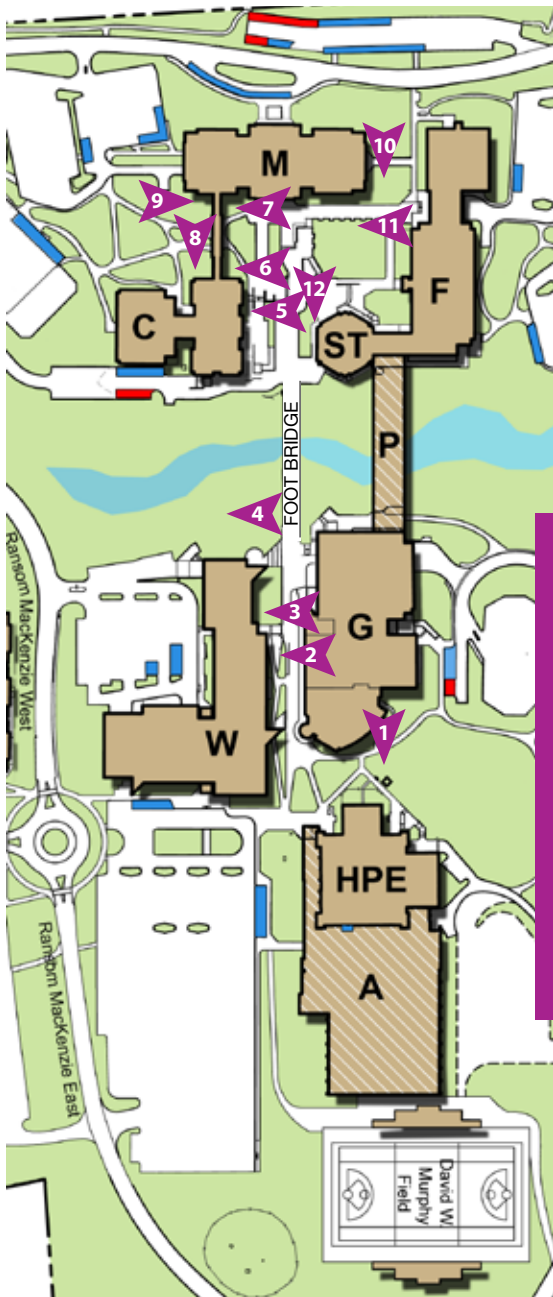 M
10
9
7
8
11
6
12
5
F
C
ST
P
FOOT BRIDGE
4
Ransom MacKenzie West
3
G
2
W
1
HPE
A
Ransom MacKenzie East
David W.
Murphy
Field